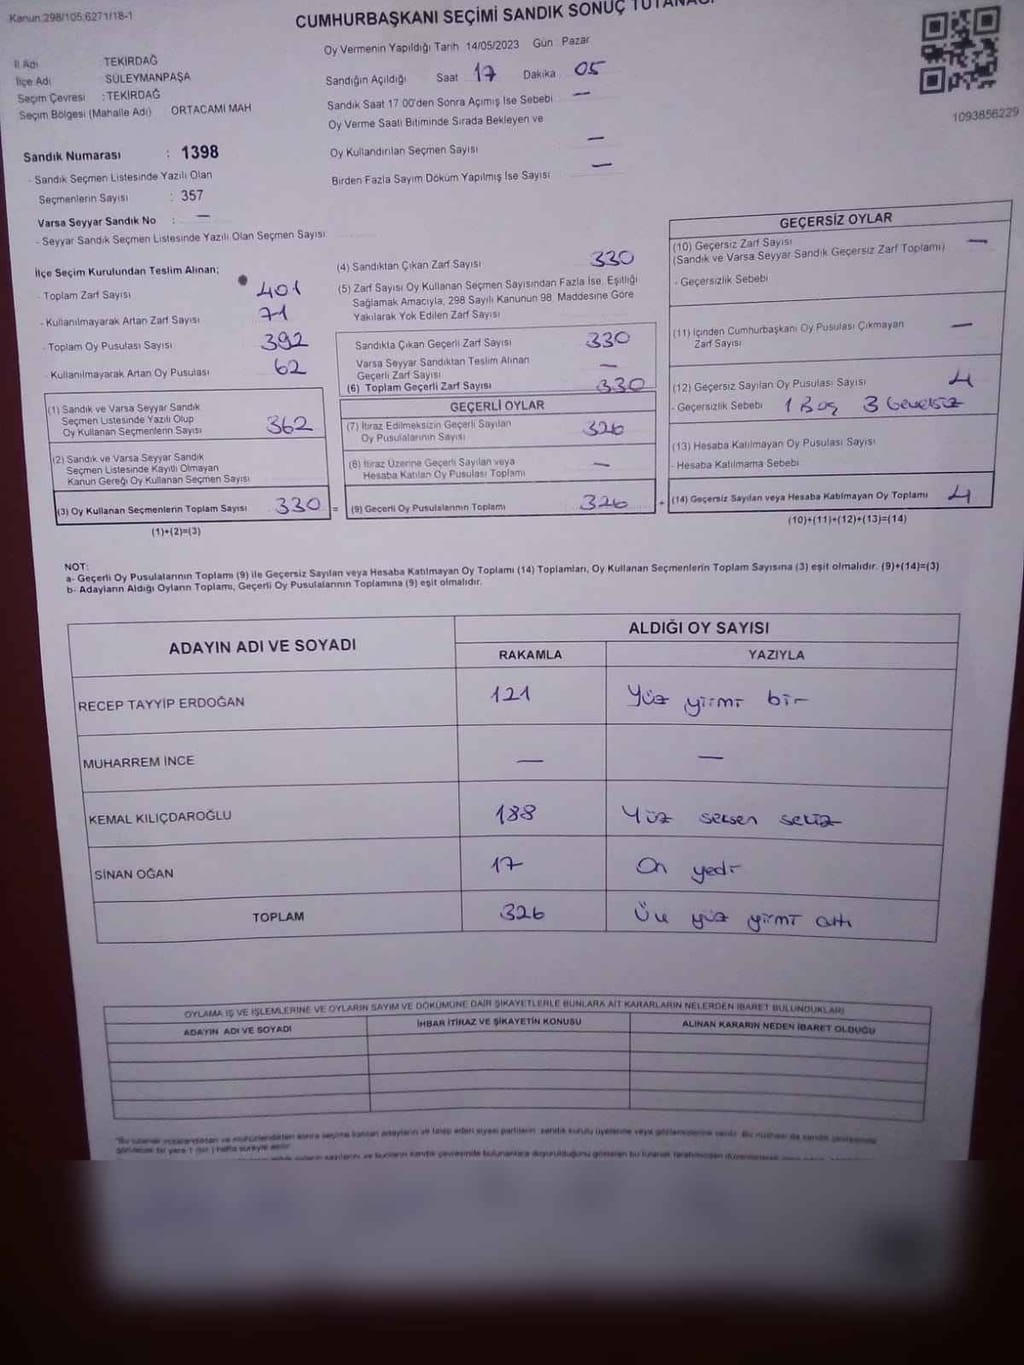 Kanun:298/105,6271/18-1
CUMHURBAŞKANI SEÇİMİ SANDIK SONUÇ TUTANAĞI
İl Adı TEKİRDAĞ
İlçe Adı SÜLEYMANPAŞA
Seçim Çevresi : TEKİRDAĞ
Seçim Bölgesi (Mahalle Adı) ORTACAMİ MAH
Oy Vermenin Yapıldığı Tarih 14/05/2023 Gün Pazar
Sandığın Açıldığı Saat 17 Dakika 05
Sandık Saat 17.00'den Sonra Açımış İse Sebebi —
Oy Verme Saati Bitiminde Sırada Bekleyen ve
Oy Kullandırılan Seçmen Sayısı —
Birden Fazla Sayım Döküm Yapılmış İse Sayısı —
1093856229
Sandık Numarası : 1398
- Sandık Seçmen Listesinde Yazılı Olan
Seçmenlerin Sayısı : 357
Varsa Seyyar Sandık No : —
- Seyyar Sandık Seçmen Listesinde Yazılı Olan Seçmen Sayısı
İlçe Seçim Kurulundan Teslim Alınan;
- Toplam Zarf Sayısı 401
- Kullanılmayarak Artan Zarf Sayısı 71
- Toplam Oy Pusulası Sayısı 392
- Kullanılmayarak Artan Oy Pusulası 62
(1) Sandık ve Varsa Seyyar Sandık
Seçmen Listesinde Yazılı Olup
Oy Kullanan Seçmenlerin Sayısı 362
(2) Sandık ve Varsa Seyyar Sandık
Seçmen Listesinde Kayıtlı Olmayan
Kanun Gereği Oy Kullanan Seçmen Sayısı
(3) Oy Kullanan Seçmenlerin Toplam Sayısı 330 =
(1)+(2)=(3)
(4) Sandıktan Çıkan Zarf Sayısı 330
(5) Zarf Sayısı Oy Kullanan Seçmen Sayısından Fazla İse, Eşitliği
Sağlamak Amacıyla, 298 Sayılı Kanunun 98. Maddesine Göre
Yakılarak Yok Edilen Zarf Sayısı
Sandıkta Çıkan Geçerli Zarf Sayısı 330
Varsa Seyyar Sandıktan Teslim Alınan
Geçerli Zarf Sayısı —
(6) Toplam Geçerli Zarf Sayısı 330
GEÇERLİ OYLAR
(7) İtiraz Edilmeksizin Geçerli Sayılan
Oy Pusulalarının Sayısı 326
(8) İtiraz Üzerine Geçerli Sayılan veya
Hesaba Katılan Oy Pusulası Toplamı —
(9) Geçerli Oy Pusulalarının Toplamı 326 +
GEÇERSİZ OYLAR
(10) Geçersiz Zarf Sayısı —
(Sandık ve Varsa Seyyar Sandık Geçersiz Zarf Toplamı)
- Geçersizlik Sebebi
(11) İçinden Cumhurbaşkanı Oy Pusulası Çıkmayan
Zarf Sayısı —
(12) Geçersiz Sayılan Oy Pusulası Sayısı 4
- Geçersizlik Sebebi 1 Boş 3 Geçersiz
(13) Hesaba Katılmayan Oy Pusulası Sayısı
- Hesaba Katılmama Sebebi
(14) Geçersiz Sayılan veya Hesaba Katılmayan Oy Toplamı 4
(10)+(11)+(12)+(13)=(14)
NOT:
a- Geçerli Oy Pusulalarının Toplamı (9) ile Geçersiz Sayılan veya Hesaba Katılmayan Oy Toplamı (14) Toplamları, Oy Kullanan Seçmenlerin Toplam Sayısına (3) eşit olmalıdır. (9)+(14)=(3)
b- Adayların Aldığı Oyların Toplamı, Geçerli Oy Pusulalarının Toplamına (9) eşit olmalıdır.
ADAYIN ADI VE SOYADI ALDIĞI OY SAYISI
RAKAMLA YAZIYLA
RECEP TAYYİP ERDOĞAN 121 Yüz yirmi bir
MUHARREM İNCE — —
KEMAL KILIÇDAROĞLU 188 Yüz seksen sekiz
SİNAN OĞAN 17 On yedi
TOPLAM 326 Üç yüz yirmi altı
OYLAMA İŞ VE İŞLEMLERİNE VE OYLARIN SAYIM VE DÖKÜMÜNE DAİR ŞİKAYETLERLE BUNLARA AİT KARARLARIN NELERDEN İBARET BULUNDUKLARI
ADAYIN ADI VE SOYADI İHBAR İTİRAZ VE ŞİKAYETİN KONUSU ALINAN KARARIN NEDEN İBARET OLDUĞU